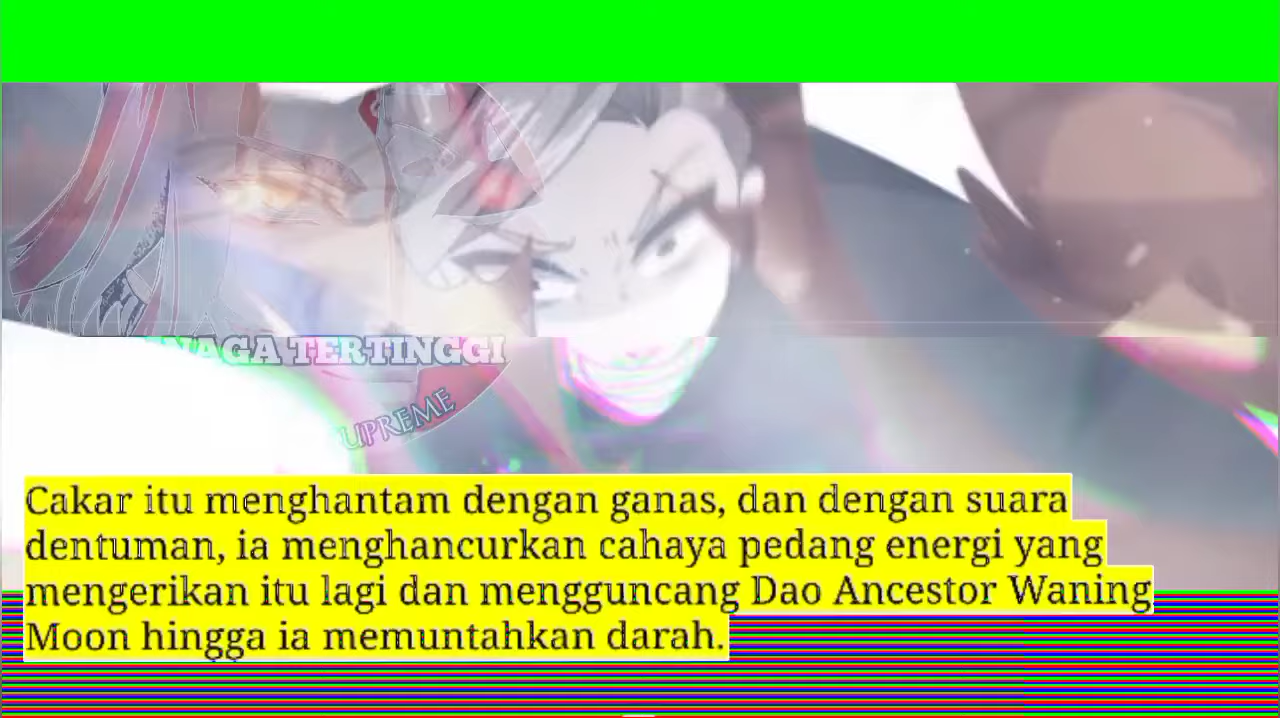 NAGA TERTINGGI
UPREME
Cakar itu menghantam dengan ganas, dan dengan suara
dentuman, ia menghancurkan cahaya pedang energi yang
mengerikan itu lagi dan mengguncang Dao Ancestor Waning
Moon hingga ia memuntahkan darah.